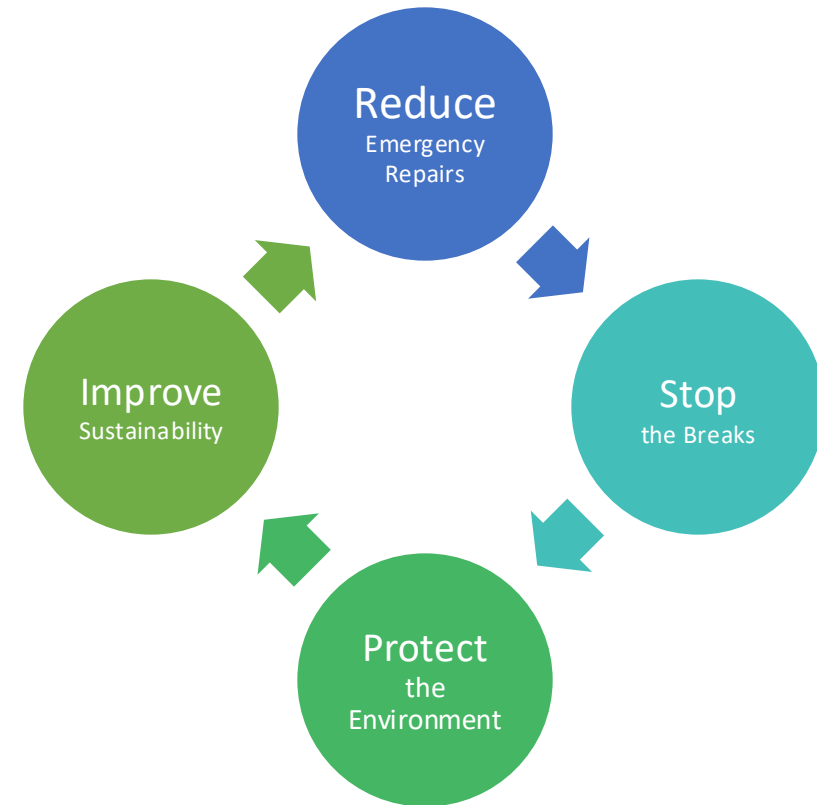 Reduce
Emergency
Repairs
Stop
the Breaks
Protect
the
Environment
Improve
Sustainability